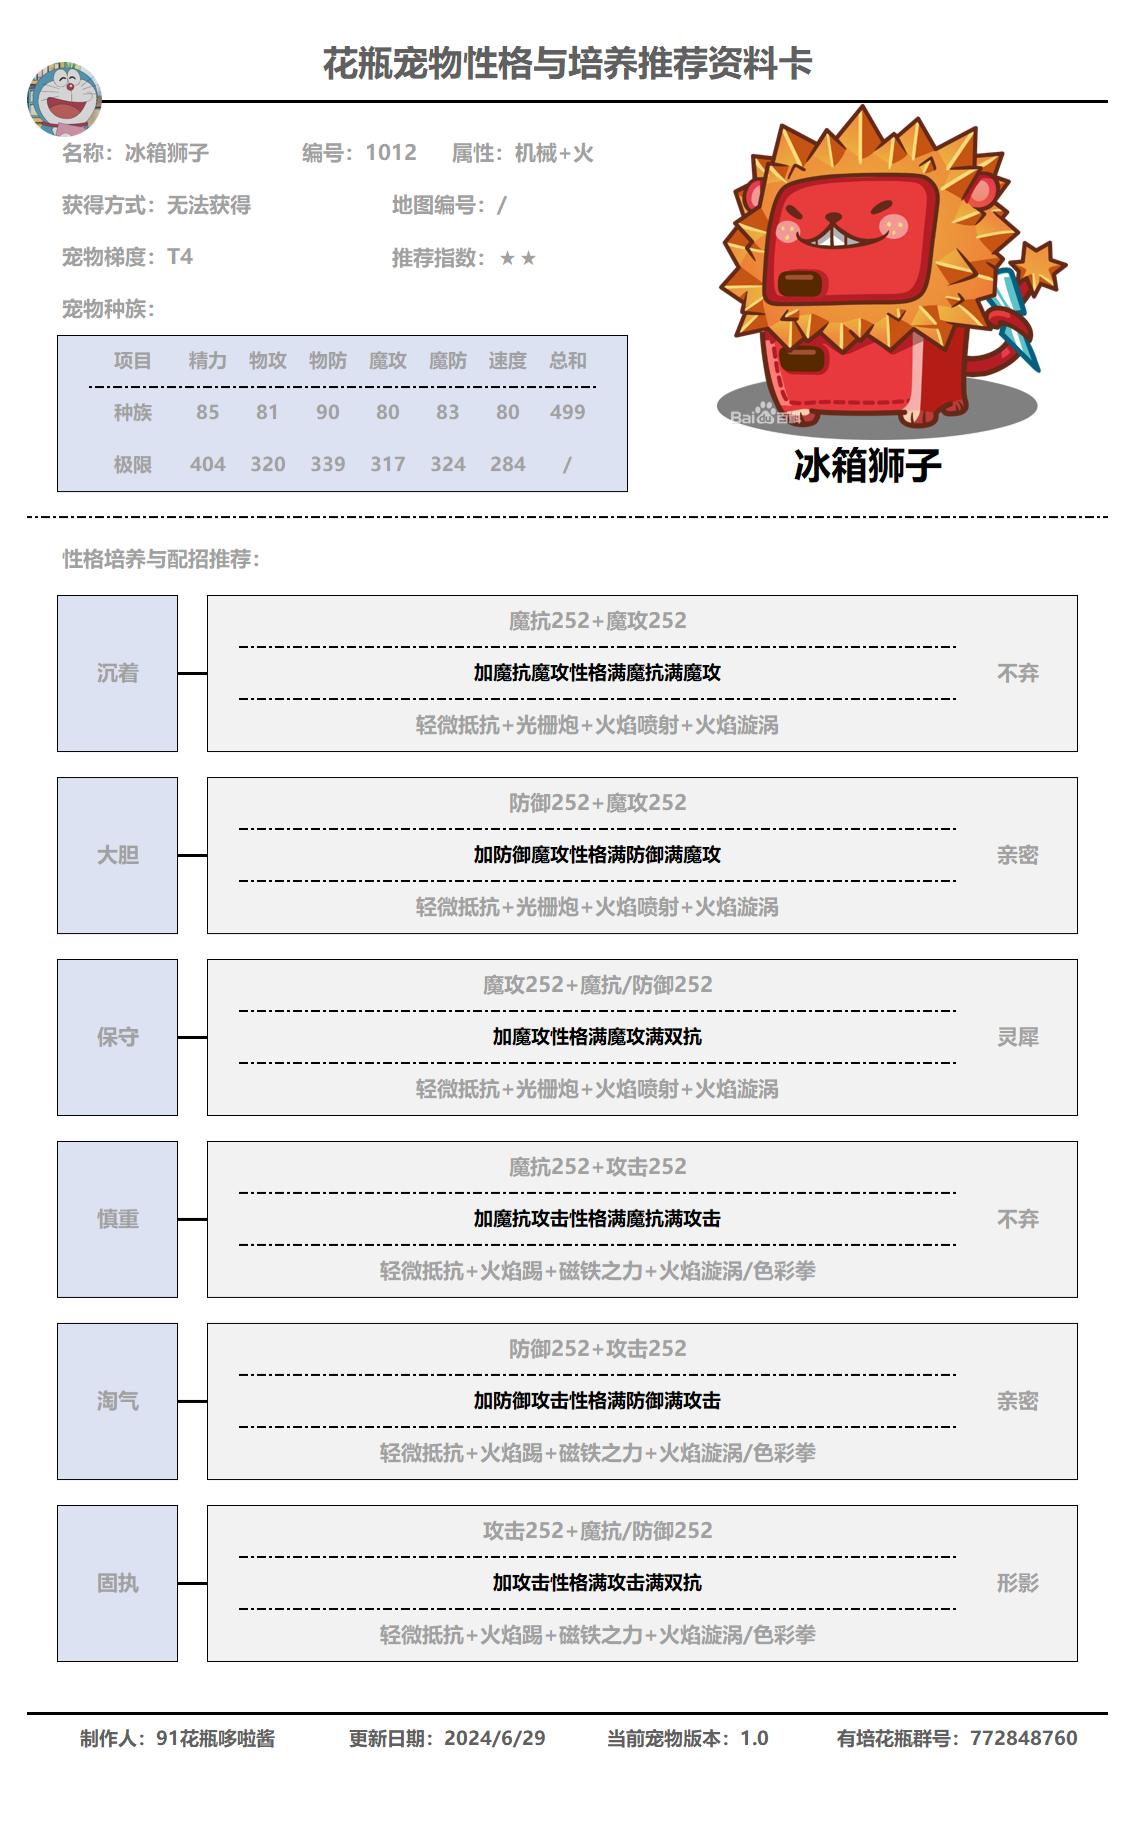 花瓶宠物性格与培养推荐资料卡
名称：冰箱狮子 编号：1012 属性：机械+火
获得方式：无法获得 地图编号：/
宠物梯度：T4 推荐指数：★★
宠物种族：
项目 精力 物攻 物防 魔攻 魔防 速度 总和
种族 85 81 90 80 83 80 499
极限 404 320 339 317 324 284 /
Bai du 百科
冰箱狮子
性格培养与配招推荐：
魔抗252+魔攻252
沉着 加魔抗魔攻性格满魔抗满魔攻 不弃
轻微抵抗+光栅炮+火焰喷射+火焰漩涡
防御252+魔攻252
大胆 加防御魔攻性格满防御满魔攻 亲密
轻微抵抗+光栅炮+火焰喷射+火焰漩涡
魔攻252+魔抗/防御252
保守 加魔攻性格满魔攻满双抗 灵犀
轻微抵抗+光栅炮+火焰喷射+火焰漩涡
魔抗252+攻击252
慎重 加魔抗攻击性格满魔抗满攻击 不弃
轻微抵抗+火焰踢+磁铁之力+火焰漩涡/色彩拳
防御252+攻击252
淘气 加防御攻击性格满防御满攻击 亲密
轻微抵抗+火焰踢+磁铁之力+火焰漩涡/色彩拳
攻击252+魔抗/防御252
固执 加攻击性格满攻击满双抗 形影
轻微抵抗+火焰踢+磁铁之力+火焰漩涡/色彩拳
制作人：91花瓶哆啦酱 更新日期：2024/6/29 当前宠物版本：1.0 有培花瓶群号：772848760